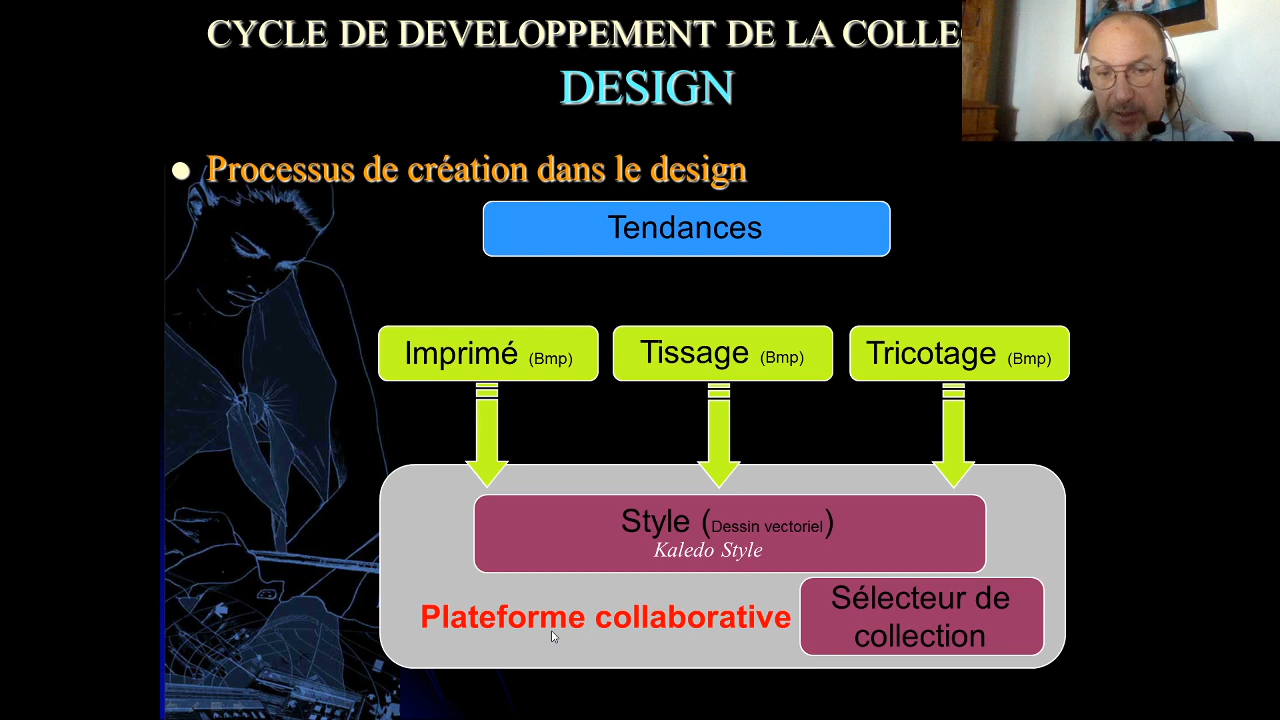 CYCLE DE DEVELOPPEMENT DE LA
DESIGN
Processus de création dans le design
Tendances
Imprimé (Bmp)
Tissage (Bmp)
Tricotage (Bmp)
Style (Dessin vectoriel)
Kaledo Style
Plateforme collaborative
Sélecteur de
collection